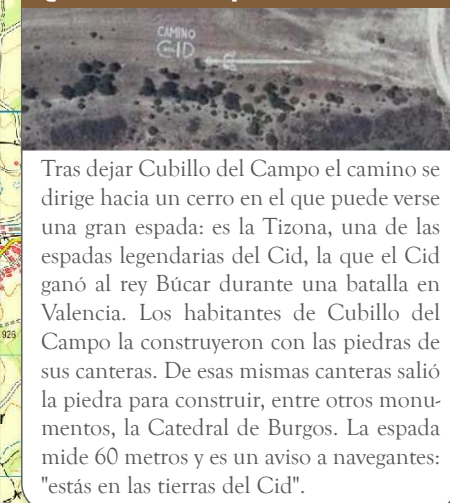 CAMINO
CID
Tras dejar Cubillo del Campo el camino se
dirige hacia un cerro en el que puede verse
una gran espada: es la Tizona, una de las
espadas legendarias del Cid, la que el Cid
ganó al rey Búcar durante una batalla en
Valencia. Los habitantes de Cubillo del
Campo la construyeron con las piedras de
sus canteras. De esas mismas canteras salió
la piedra para construir, entre otros monu-
mentos, la Catedral de Burgos. La espada
mide 60 metros y es un aviso a navegantes:
"estás en las tierras del Cid".
926